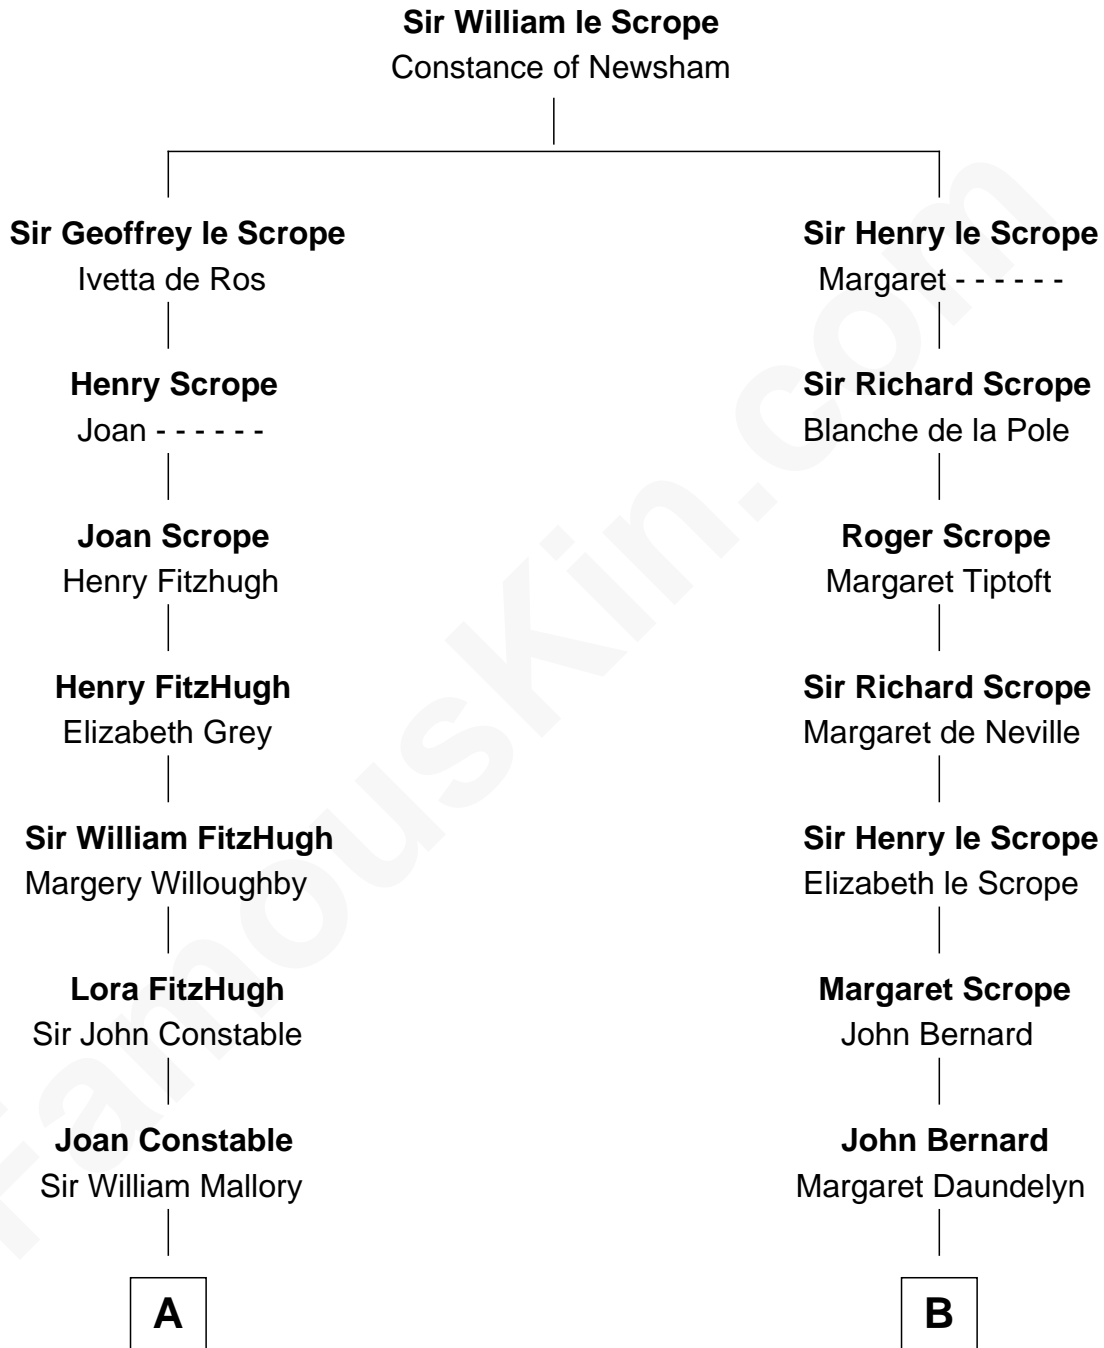 Sir William le Scrope
Constance of Newsham
Sir Geoffrey le Scrope
Ivetta de Ros
Sir Henry le Scrope
Margaret - - - - - -
Henry Scrope
Joan - - - - - -
Sir Richard Scrope
Blanche de la Pole
Joan Scrope
Henry Fitzhugh
Roger Scrope
Margaret Tiptoft
Henry FitzHugh
Elizabeth Grey
Sir Richard Scrope
Margaret de Neville
Sir William FitzHugh
Margery Willoughby
Sir Henry le Scrope
Elizabeth le Scrope
Lora FitzHugh
Sir John Constable
Margaret Scrope
John Bernard
Joan Constable
Sir William Mallory
John Bernard
Margaret Daundelyn
A
B
FamousKin.com